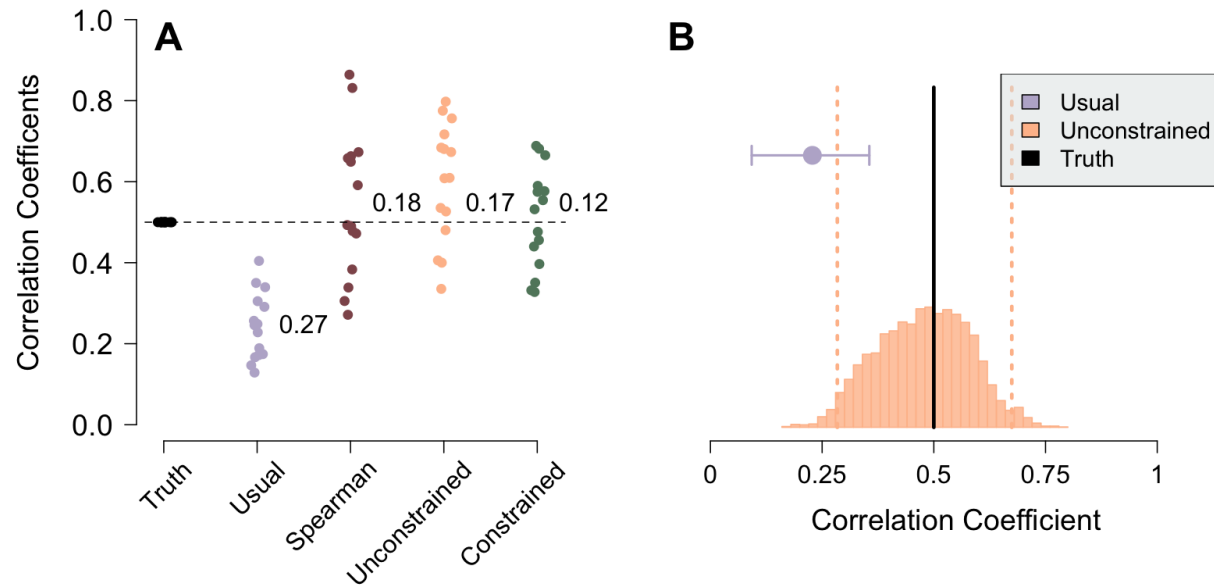 A
Correlation Coefficents
1.0
0.8
0.6
0.4
0.2
0.0
0.27
0.18
0.17
0.12
Truth
Usual
Spearman
Unconstrained
Constrained
B
Usual
Unconstrained
Truth
0
0.25
0.5
0.75
1
Correlation Coefficient